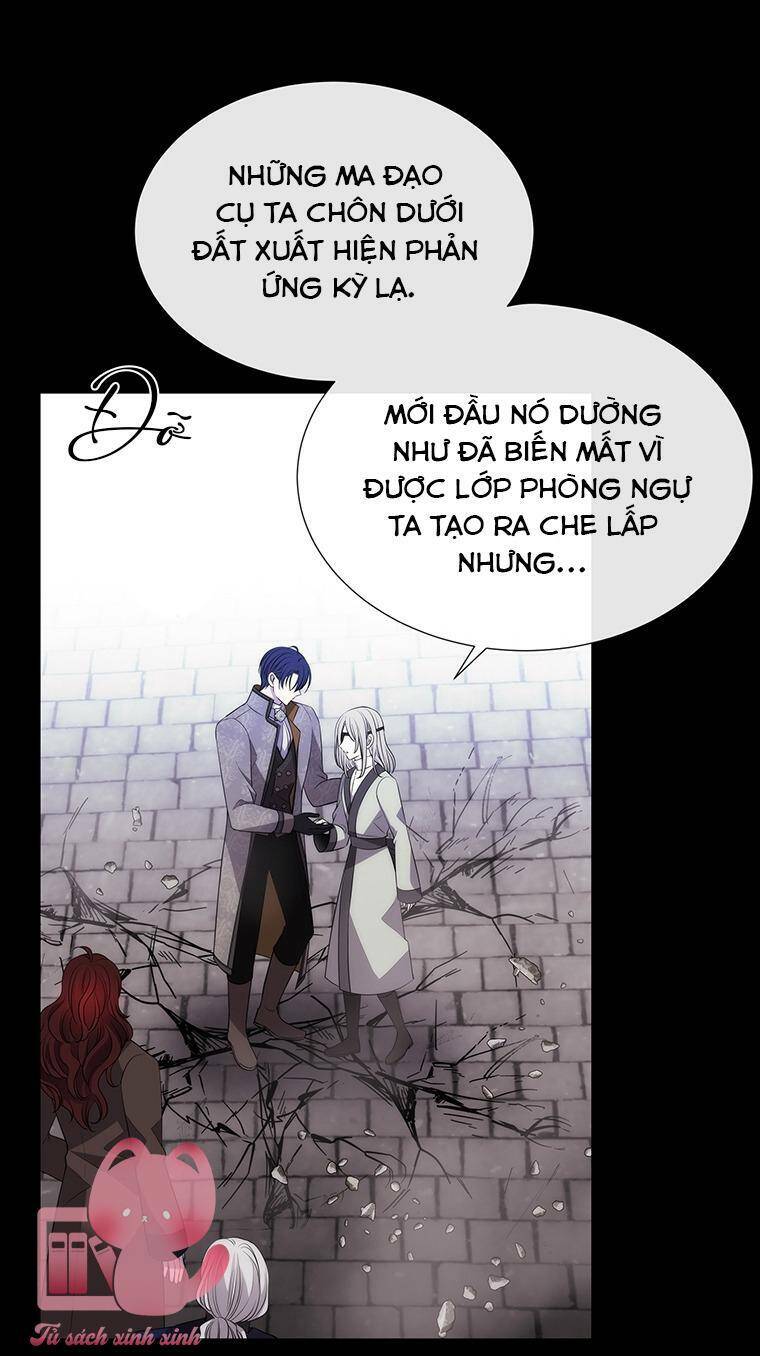 NHỮNG MA ĐẠO
CỤ TA CHÔN DƯỚI
ĐẤT XUẤT HIỆN PHẢN
ỨNG KỲ LẠ.
MỚI ĐẦU NÓ DƯỜNG
NHƯ ĐÃ BIẾN MẤT VÌ
ĐƯỢC LỚP PHÒNG NGỰ
TA TẠO RA CHE LẤP
NHƯNG...
Đỡ
Tủ sách xinh xinh